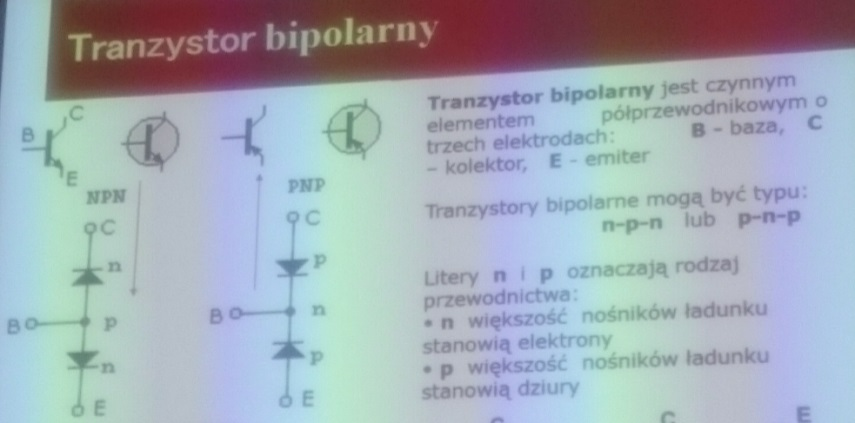 Tranzystor bipolarny
C
B
E
NPN
PNP
C
n
B
p
n
E
C
p
B
n
p
E
Tranzystor bipolarny jest czynnym
elementem półprzewodnikowym o
trzech elektrodach: B - baza, C
– kolektor, E - emiter
Tranzystory bipolarne mogą być typu:
n-p-n lub p-n-p
Litery n i p oznaczają rodzaj
przewodnictwa:
• n większość nośników ładunku
stanowią elektrony
• p większość nośników ładunku
stanowią dziury
C E